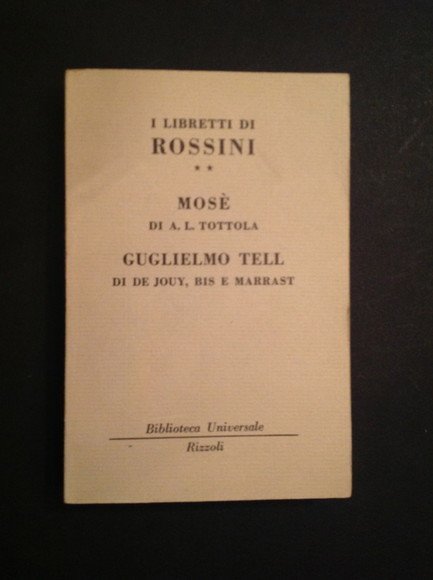 I LIBRETTI DI
ROSSINI
★ ★
MOSÈ
DI A. L. TOTTOLA
GUGLIELMO TELL
DI DE JOUY, BIS E MARRAST
Biblioteca Universale
Rizzoli